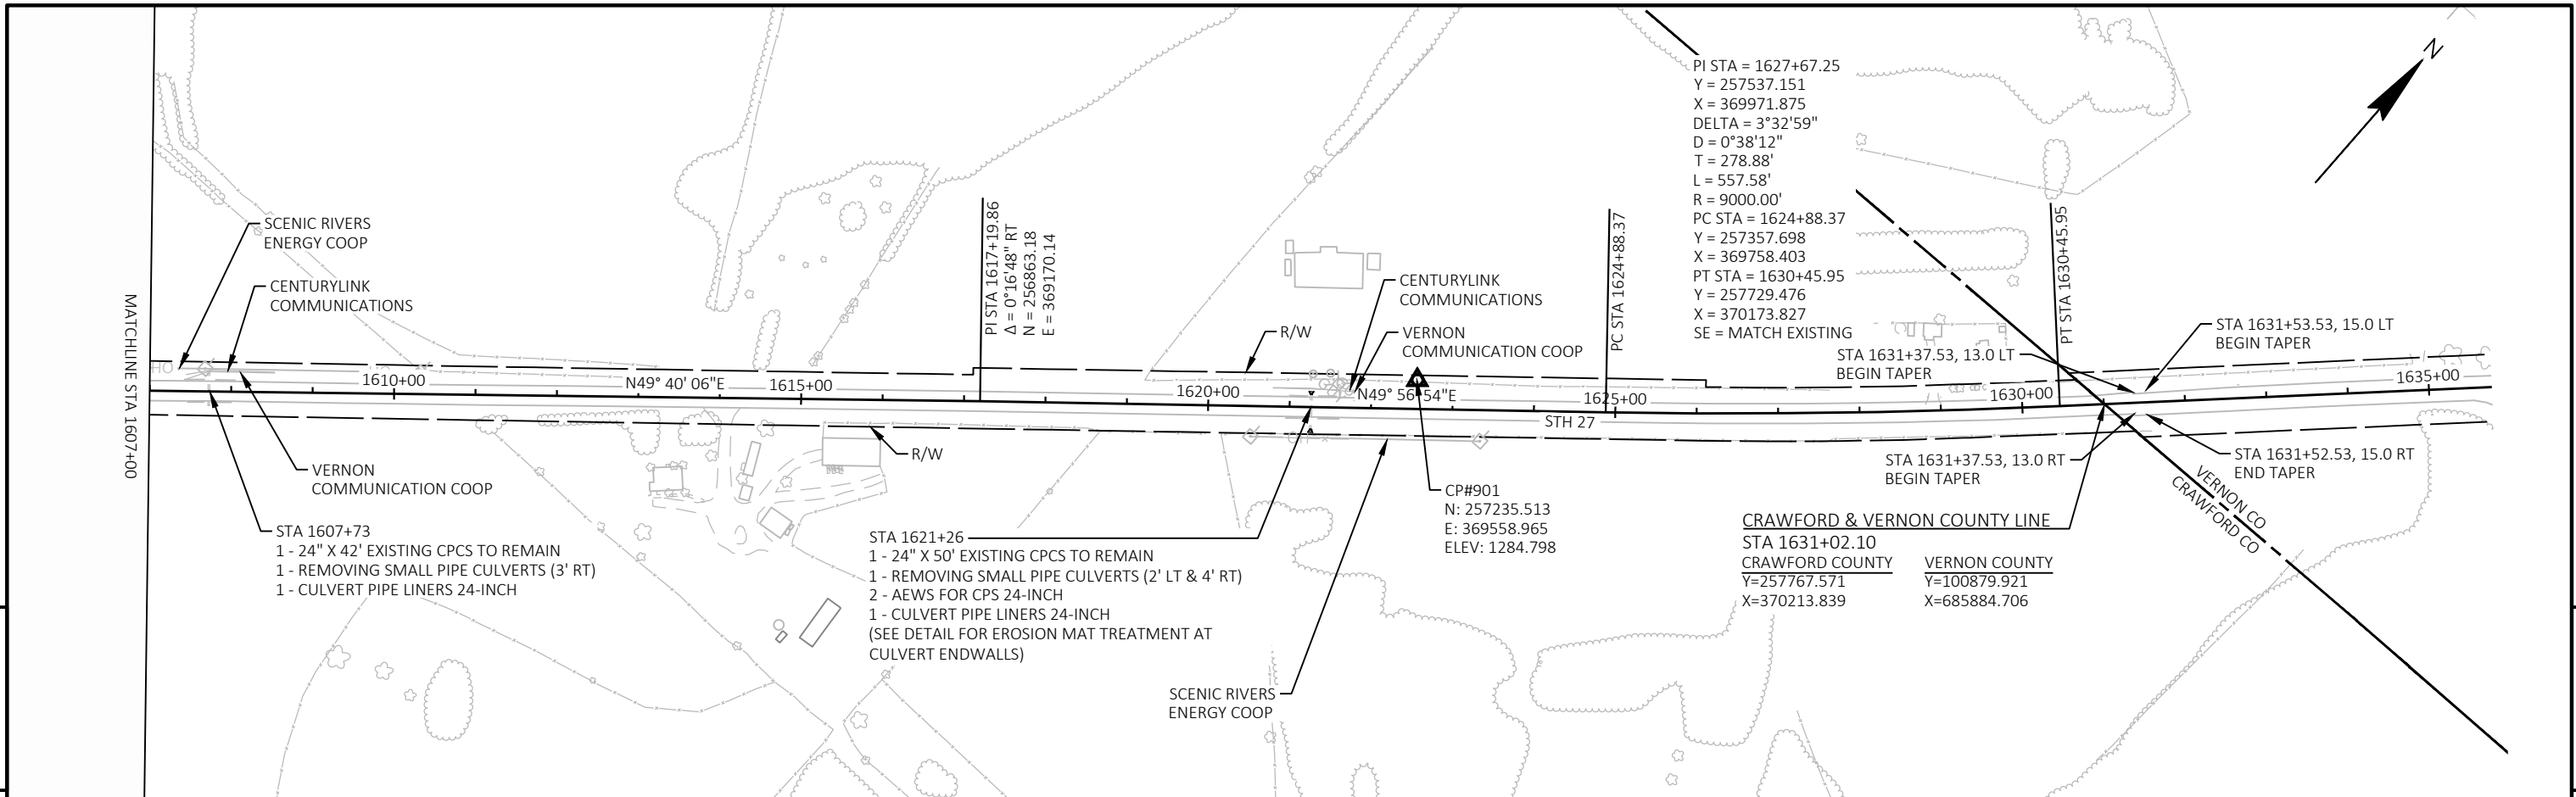 N
PI STA = 1627+67.25
Y = 257537.151
X = 369971.875
DELTA = 3°32'59"
D = 0°38'12"
T = 278.88'
L = 557.58'
R = 9000.00'
PC STA = 1624+88.37
Y = 257357.698
X = 369758.403
PT STA = 1630+45.95
Y = 257729.476
X = 370173.827
SE = MATCH EXISTING
SCENIC RIVERS
ENERGY COOP
CENTURYLINK
COMMUNICATIONS
MATCHLINE STA 1607+00
PI STA 1617+19.86
Δ = 0°16'48" RT
N = 256863.18
E = 369170.14
CENTURYLINK
COMMUNICATIONS
R/W
VERNON
COMMUNICATION COOP
PC STA 1624+88.37
PT STA 1630+45.95
STA 1631+53.53, 15.0 LT
BEGIN TAPER
STA 1631+37.53, 13.0 LT
BEGIN TAPER
HO
1610+00
N49° 40' 06"E
1615+00
1620+00
N49° 56' 54"E
1625+00
1630+00
1635+00
STH 27
R/W
VERNON
COMMUNICATION COOP
STA 1607+73
1 - 24" X 42' EXISTING CPCS TO REMAIN
1 - REMOVING SMALL PIPE CULVERTS (3' RT)
1 - CULVERT PIPE LINERS 24-INCH
STA 1621+26
1 - 24" X 50' EXISTING CPCS TO REMAIN
1 - REMOVING SMALL PIPE CULVERTS (2' LT & 4' RT)
2 - AEWS FOR CPS 24-INCH
1 - CULVERT PIPE LINERS 24-INCH
(SEE DETAIL FOR EROSION MAT TREATMENT AT
CULVERT ENDWALLS)
CP#901
N: 257235.513
E: 369558.965
ELEV: 1284.798
SCENIC RIVERS
ENERGY COOP
STA 1631+37.53, 13.0 RT
BEGIN TAPER
STA 1631+52.53, 15.0 RT
END TAPER
VERNON CO
CRAWFORD CO
CRAWFORD & VERNON COUNTY LINE
STA 1631+02.10
CRAWFORD COUNTY VERNON COUNTY
Y=257767.571 Y=100879.921
X=370213.839 X=685884.706